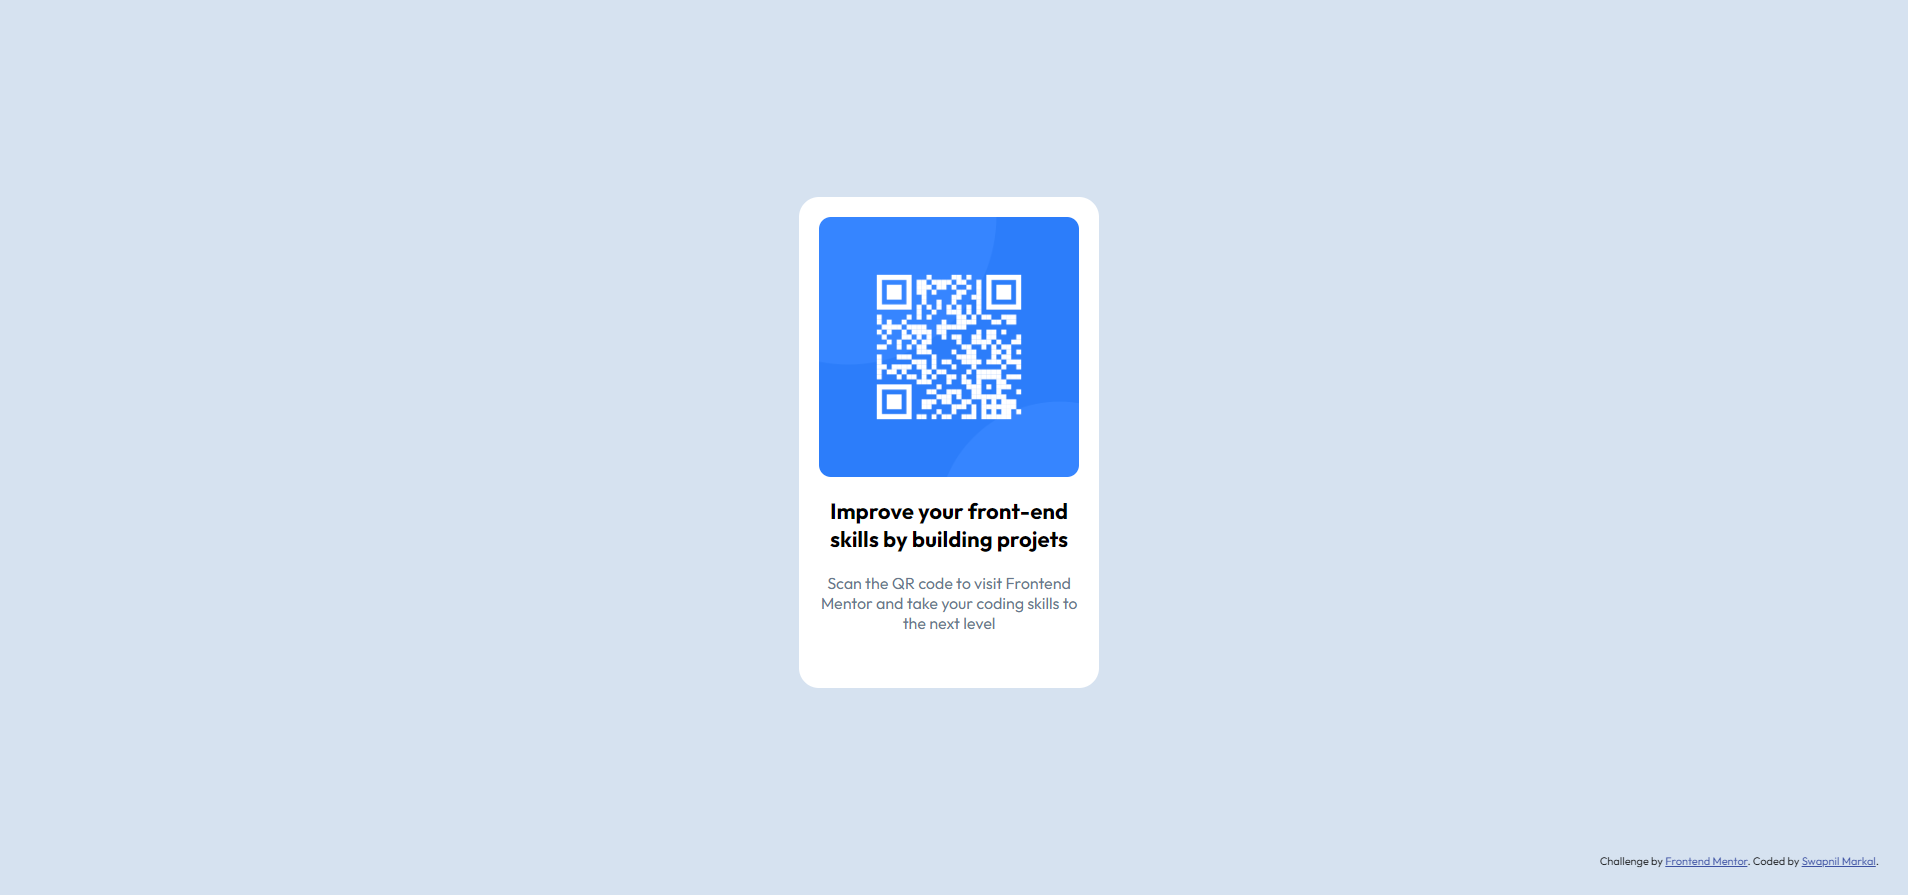 Improve your front-end
skills by building projets
Scan the QR code to visit Frontend
Mentor and take your coding skills to
the next level
Challenge by Frontend Mentor. Coded by Swapnil Markal.